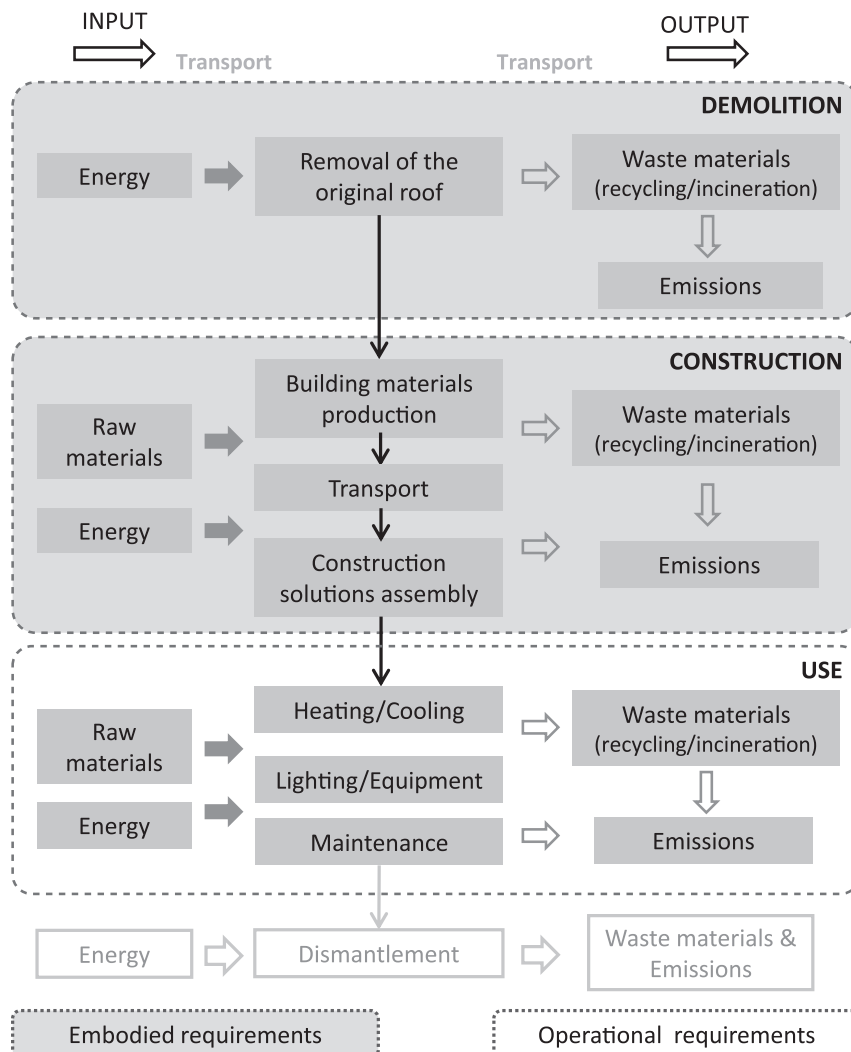 INPUT
OUTPUT
Transport
Transport
DEMOLITION
Energy
Removal of the
original roof
Waste materials
(recycling/incineration)
Emissions
CONSTRUCTION
Building materials
production
Raw
materials
Waste materials
(recycling/incineration)
Transport
Energy
Construction
solutions assembly
Emissions
USE
Heating/Cooling
Raw
materials
Waste materials
(recycling/incineration)
Lighting/Equipment
Energy
Maintenance
Emissions
Energy
Dismantlement
Waste materials &
Emissions
Embodied requirements
Operational requirements